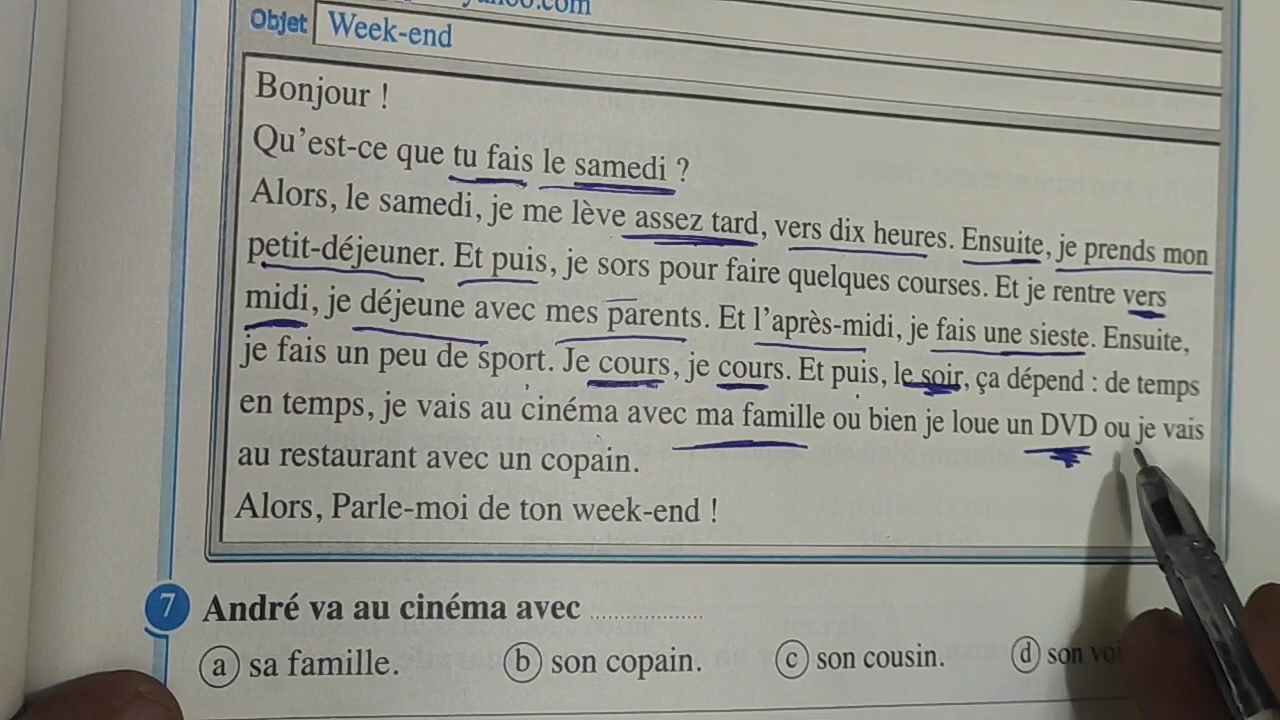 yahoo.com
Objet Week-end
Bonjour !
Qu'est-ce que tu fais le samedi ?
Alors, le samedi, je me lève assez tard, vers dix heures. Ensuite, je prends mon
petit-déjeuner. Et puis, je sors pour faire quelques courses. Et je rentre vers
midi, je déjeune avec mes parents. Et l'après-midi, je fais une sieste. Ensuite,
je fais un peu de sport. Je cours, je cours. Et puis, le soir, ça dépend : de temps
en temps, je vais au cinéma avec ma famille ou bien je loue un DVD ou je vais
au restaurant avec un copain.
Alors, Parle-moi de ton week-end !
7 André va au cinéma avec ...................
a sa famille. b son copain. c son cousin. d son